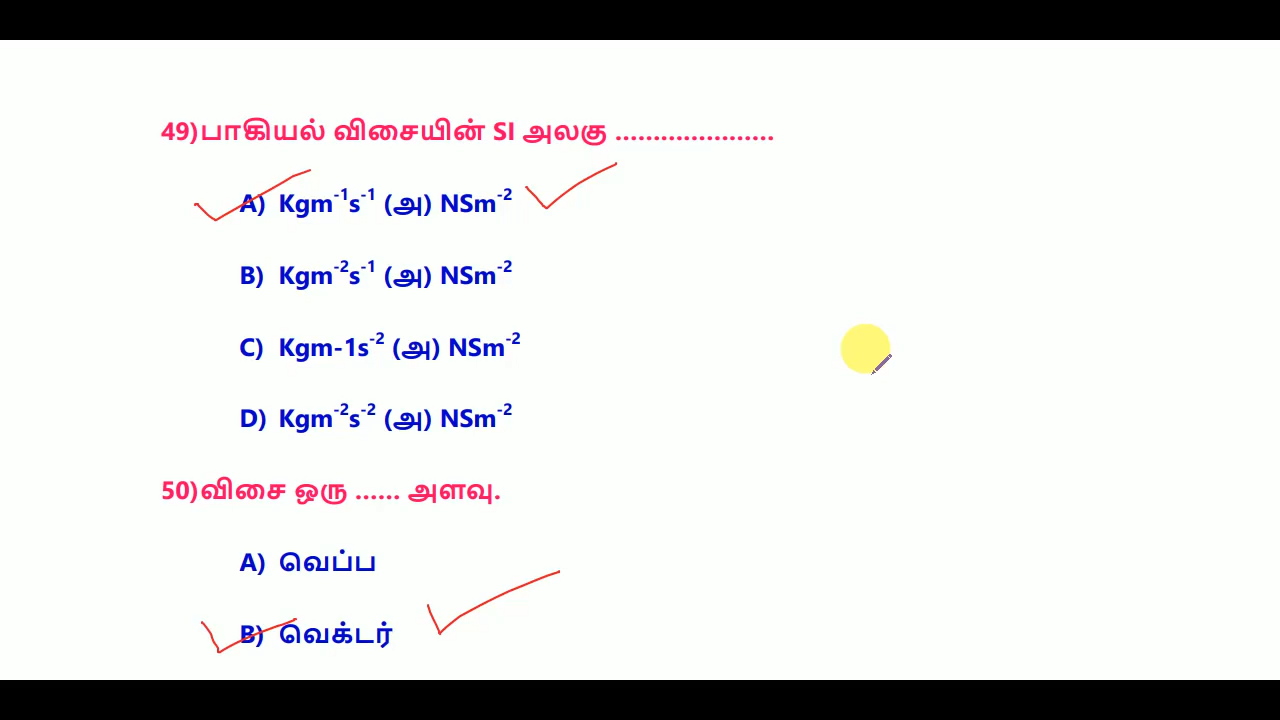 49)பாகியல் விசையின் SI அலகு .....................
A) Kgm⁻¹s⁻¹ (அ) NSm⁻²
B) Kgm⁻²s⁻¹ (அ) NSm⁻²
C) Kgm-1s⁻² (அ) NSm⁻²
D) Kgm⁻²s⁻² (அ) NSm⁻²
50)விசை ஒரு ...... அளவு.
A) வெப்ப
B) வெக்டர்